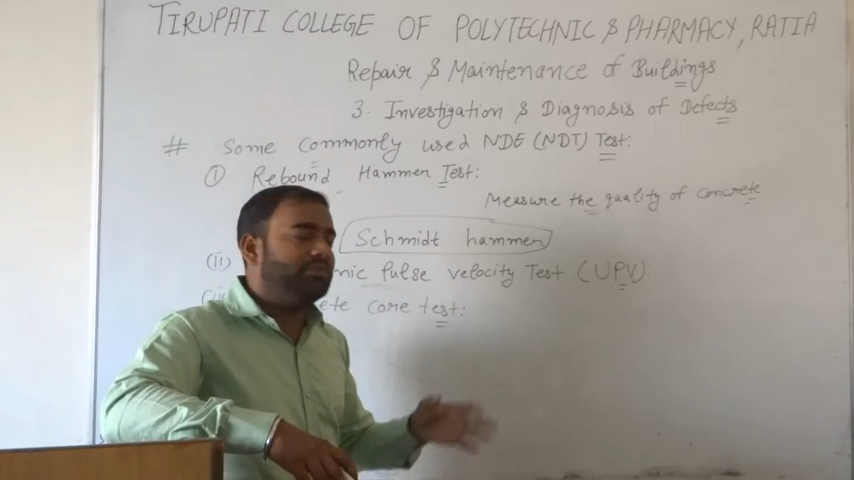 TIRUPATI COLLEGE OF POLYTECHNIC & PHARMACY, RATIA
Repair & Maintenance of Buildings
3. Investigation & Diagnosis of Defects
# Some Commonly used NDE (NDT) Test:
① Rebound Hammer Test:
Measure the quality of concrete
Schmidt hammer
(ii) nic Pulse velocity Test (UPV):
ete core test: